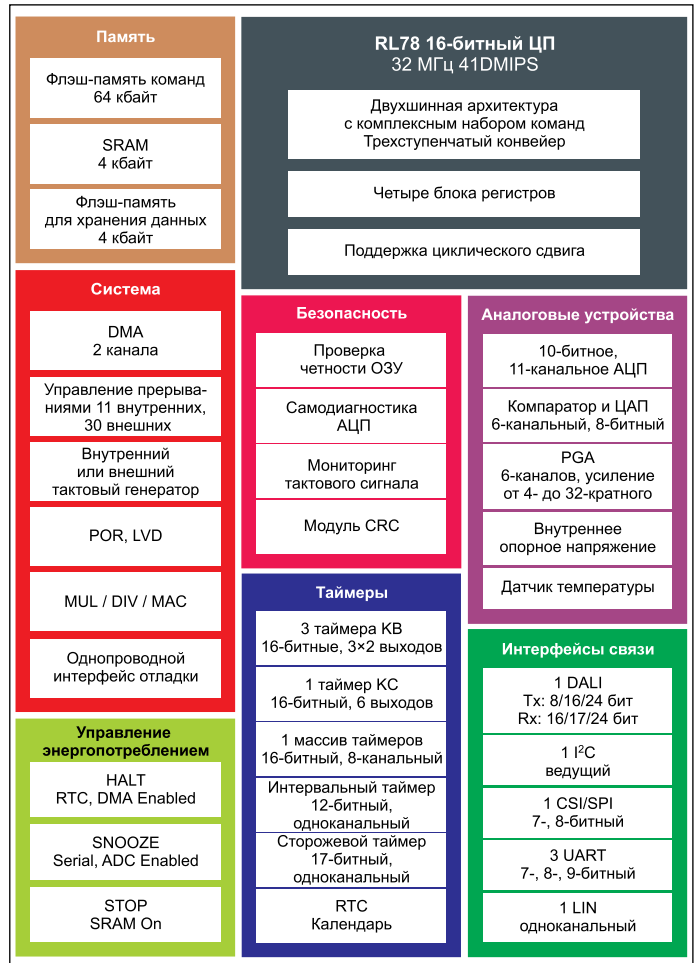 Память
Флэш-память команд
64 кбайт
SRAM
4 кбайт
Флэш-память
для хранения данных
4 кбайт
RL78 16-битный ЦП
32 МГц 41DMIPS
Двухшинная архитектура
с комплексным набором команд
Трехступенчатый конвейер
Четыре блока регистров
Поддержка циклического сдвига
Система
DMA
2 канала
Управление прерыва-
ниями 11 внутренних,
30 внешних
Внутренний
или внешний
тактовый генератор
POR, LVD
MUL / DIV / MAC
Однопроводной
интерфейс отладки
Безопасность
Проверка
четности ОЗУ
Самодиагностика
АЦП
Мониторинг
тактового сигнала
Модуль CRC
Аналоговые устройства
10-битное,
11-канальное АЦП
Компаратор и ЦАП
6-канальный, 8-битный
PGA
6-каналов, усиление
от 4- до 32-кратного
Внутреннее
опорное напряжение
Датчик температуры
Управление
энергопотреблением
HALT
RTC, DMA Enabled
SNOOZE
Serial, ADC Enabled
STOP
SRAM On
Таймеры
3 таймера KB
16-битные, 3×2 выходов
1 таймер KC
16-битный, 6 выходов
1 массив таймеров
16-битный, 8-канальный
Интервальный таймер
12-битный,
одноканальный
Сторожевой таймер
17-битный,
одноканальный
RTC
Календарь
Интерфейсы связи
1 DALI
Tx: 8/16/24 бит
Rx: 16/17/24 бит
1 I²C
ведущий
1 CSI/SPI
7-, 8-битный
3 UART
7-, 8-, 9-битный
1 LIN
одноканальный